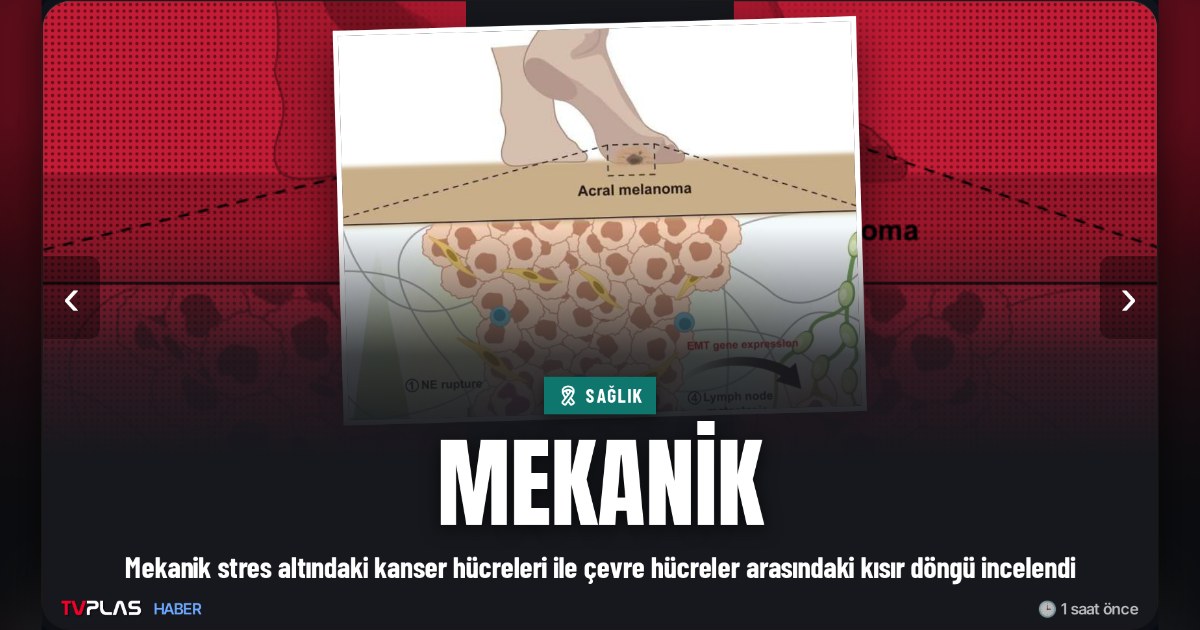 Acral melanoma
oma
EMT gene expression
① NE rupture
④ Lymph node
SAĞLIK
MEKANİK
Mekanik stres altındaki kanser hücreleri ile çevre hücreler arasındaki kısır döngü incelendi
TVPLAS HABER
1 saat önce